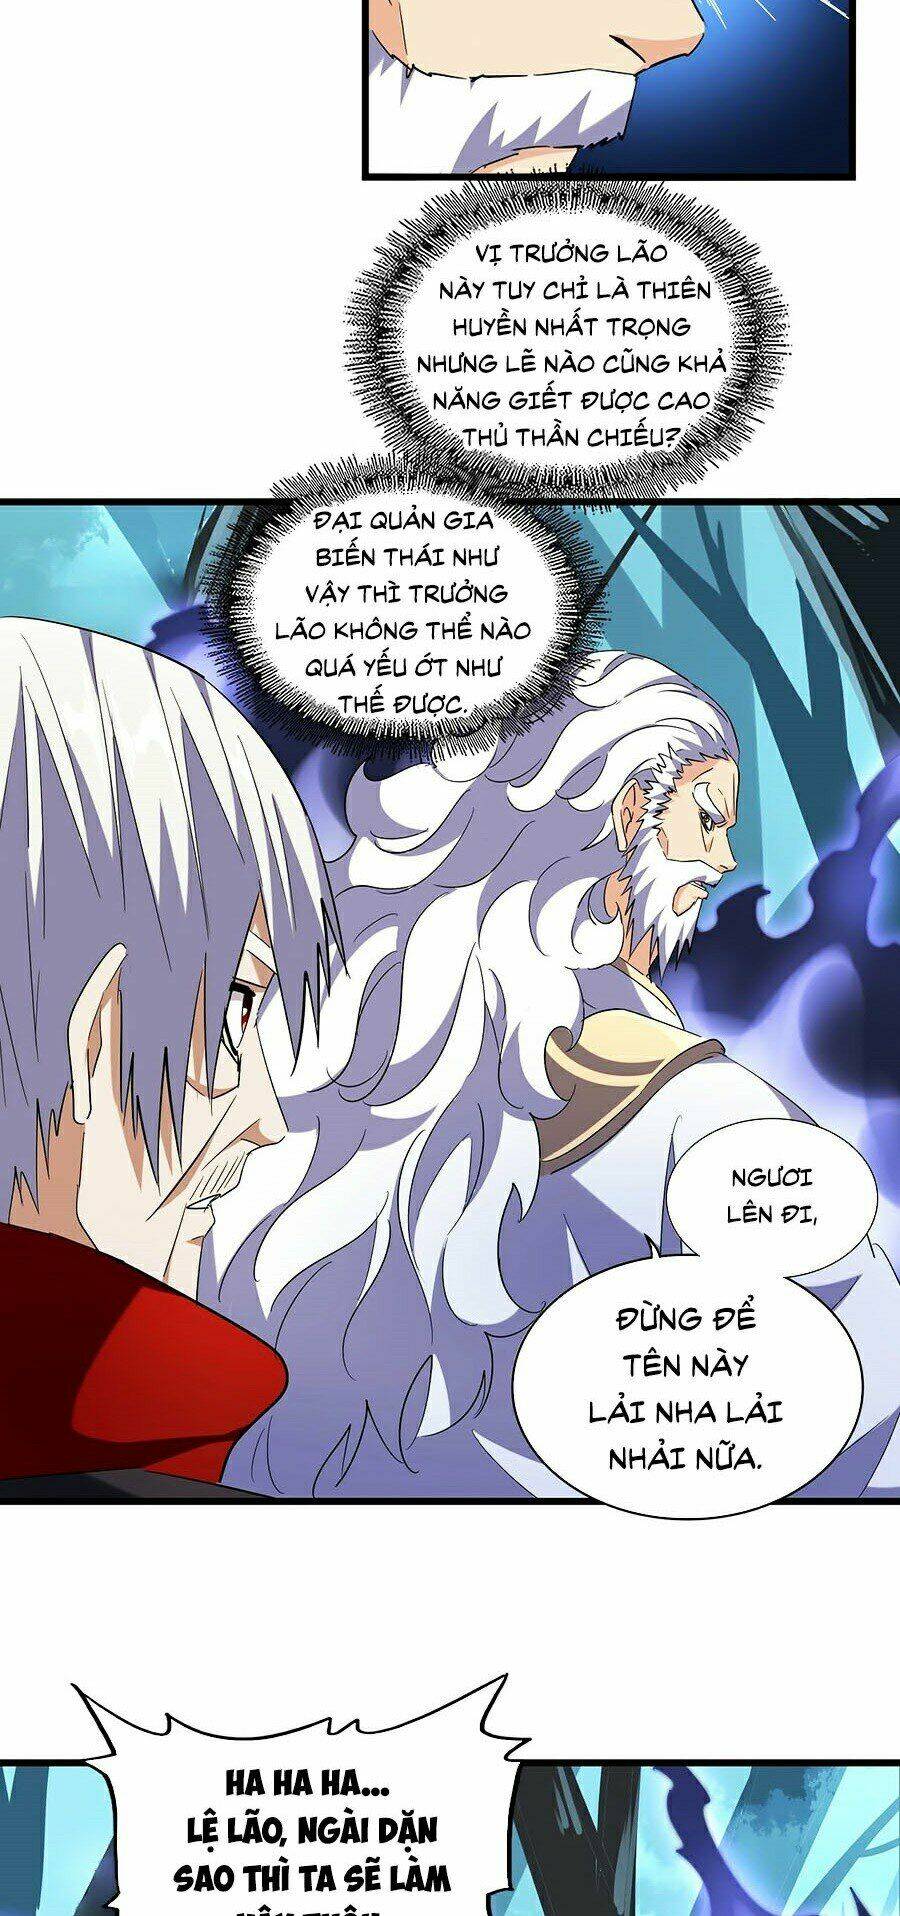 VỊ TRƯỞNG LÃO
NÀY TUY CHỈ LÀ THIÊN
HUYỀN NHẤT TRỌNG
NHƯNG LẼ NÀO CŨNG KHẢ
NĂNG GIẾT ĐƯỢC CAO
THỦ THẦN CHIẾU?
ĐẠI QUẢN GIA
BIẾN THÁI NHƯ
VẬY THÌ TRƯỞNG
LÃO KHÔNG THỂ NÀO
QUÁ YẾU ỚT NHƯ
THẾ ĐƯỢC.
NGƯƠI
LÊN ĐI,
ĐỪNG ĐỂ
TÊN NÀY
LẢI NHA LẢI
NHẢI NỮA.
HA HA HA...
LỆ LÃO, NGÀI DẶN
SAO THÌ TA SẼ LÀM